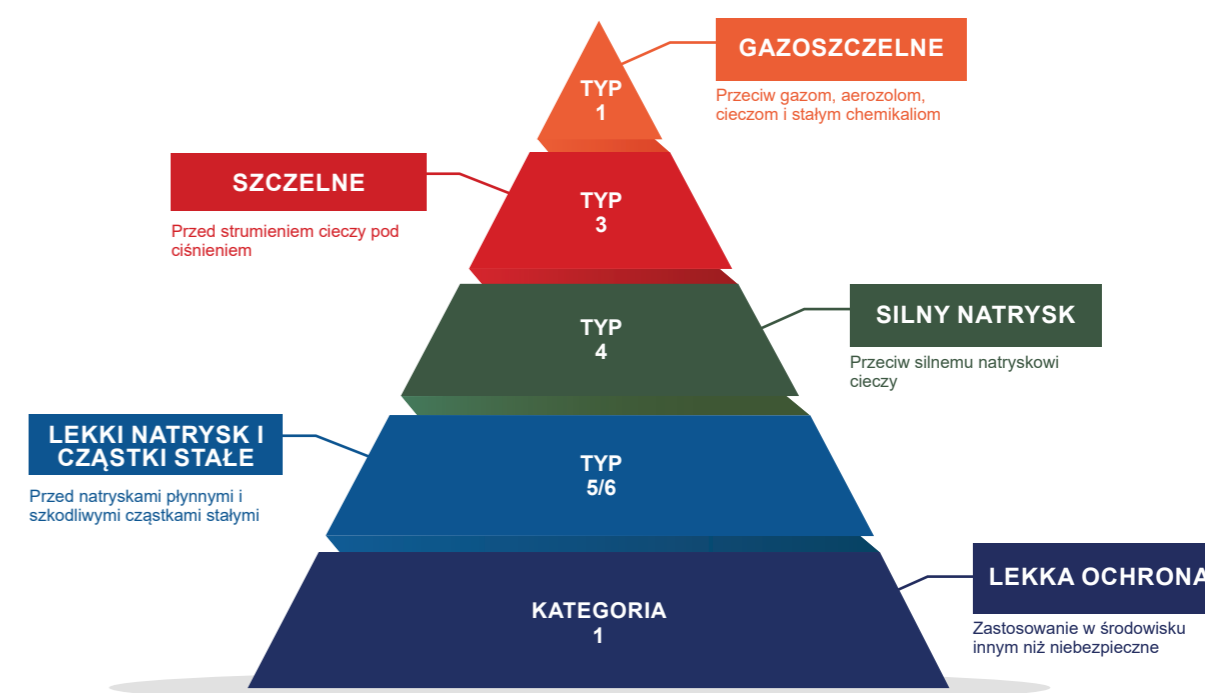 GAZOSZCZELNE
TYP
1
Przeciw gazom, aerozolom,
cieczom i stałym chemikaliom
SZCZELNE
TYP
3
Przed strumieniem cieczy pod
ciśnieniem
SILNY NATRYSK
TYP
4
Przeciw silnemu natryskowi
cieczy
LEKKI NATRYSK I
CZĄSTKI STAŁE
TYP
5/6
Przed natryskami płynnymi i
szkodliwymi cząstkami stałymi
LEKKA OCHRONA
KATEGORIA
1
Zastosowanie w środowisku
innym niż niebezpieczne